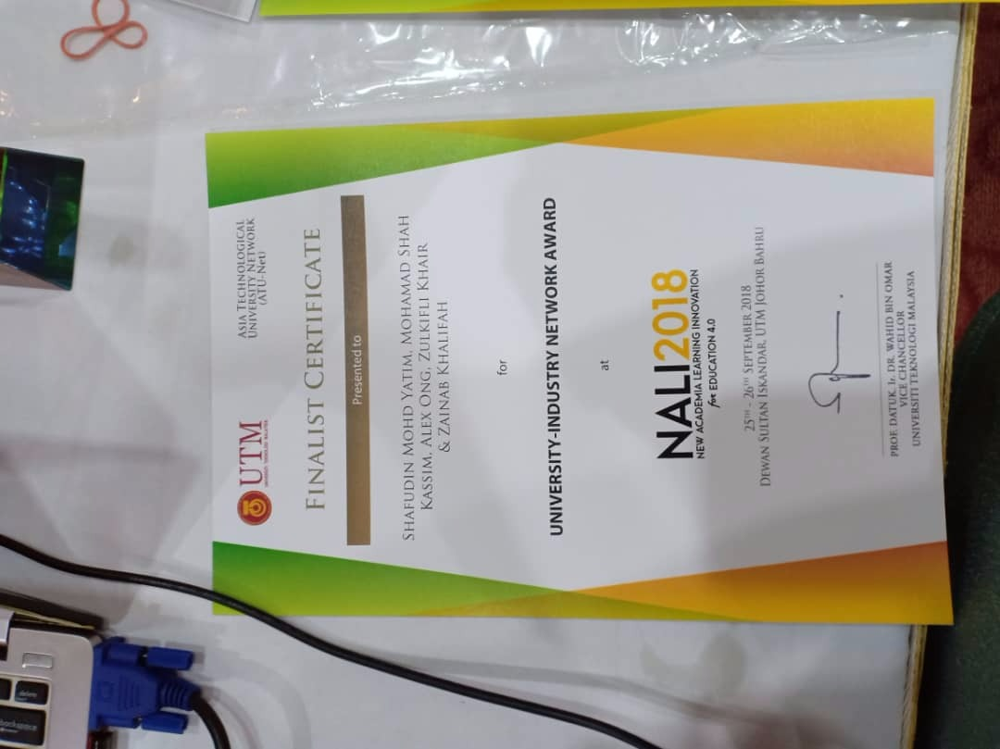 UTM
UNIVERSITI TEKNOLOGI MALAYSIA
ASIA TECHNOLOGICAL
UNIVERSITY NETWORK
(ATU-Net)
FINALIST CERTIFICATE
Presented to
SHAFUDIN MOHD YATIM, MOHAMAD SHAH
KASSIM, ALEX ONG, ZULKIFLI KHAIR
& ZAINAB KHALIFAH
for
UNIVERSITY-INDUSTRY NETWORK AWARD
at
NALI2018
NEW ACADEMIA LEARNING INNOVATION
for EDUCATION 4.0
25TH - 26TH SEPTEMBER 2018
DEWAN SULTAN ISKANDAR, UTM JOHOR BAHRU
PROF. DATUK. Ir. DR. WAHID BIN OMAR
VICE CHANCELLOR
UNIVERSITI TEKNOLOGI MALAYSIA
delete
backspace